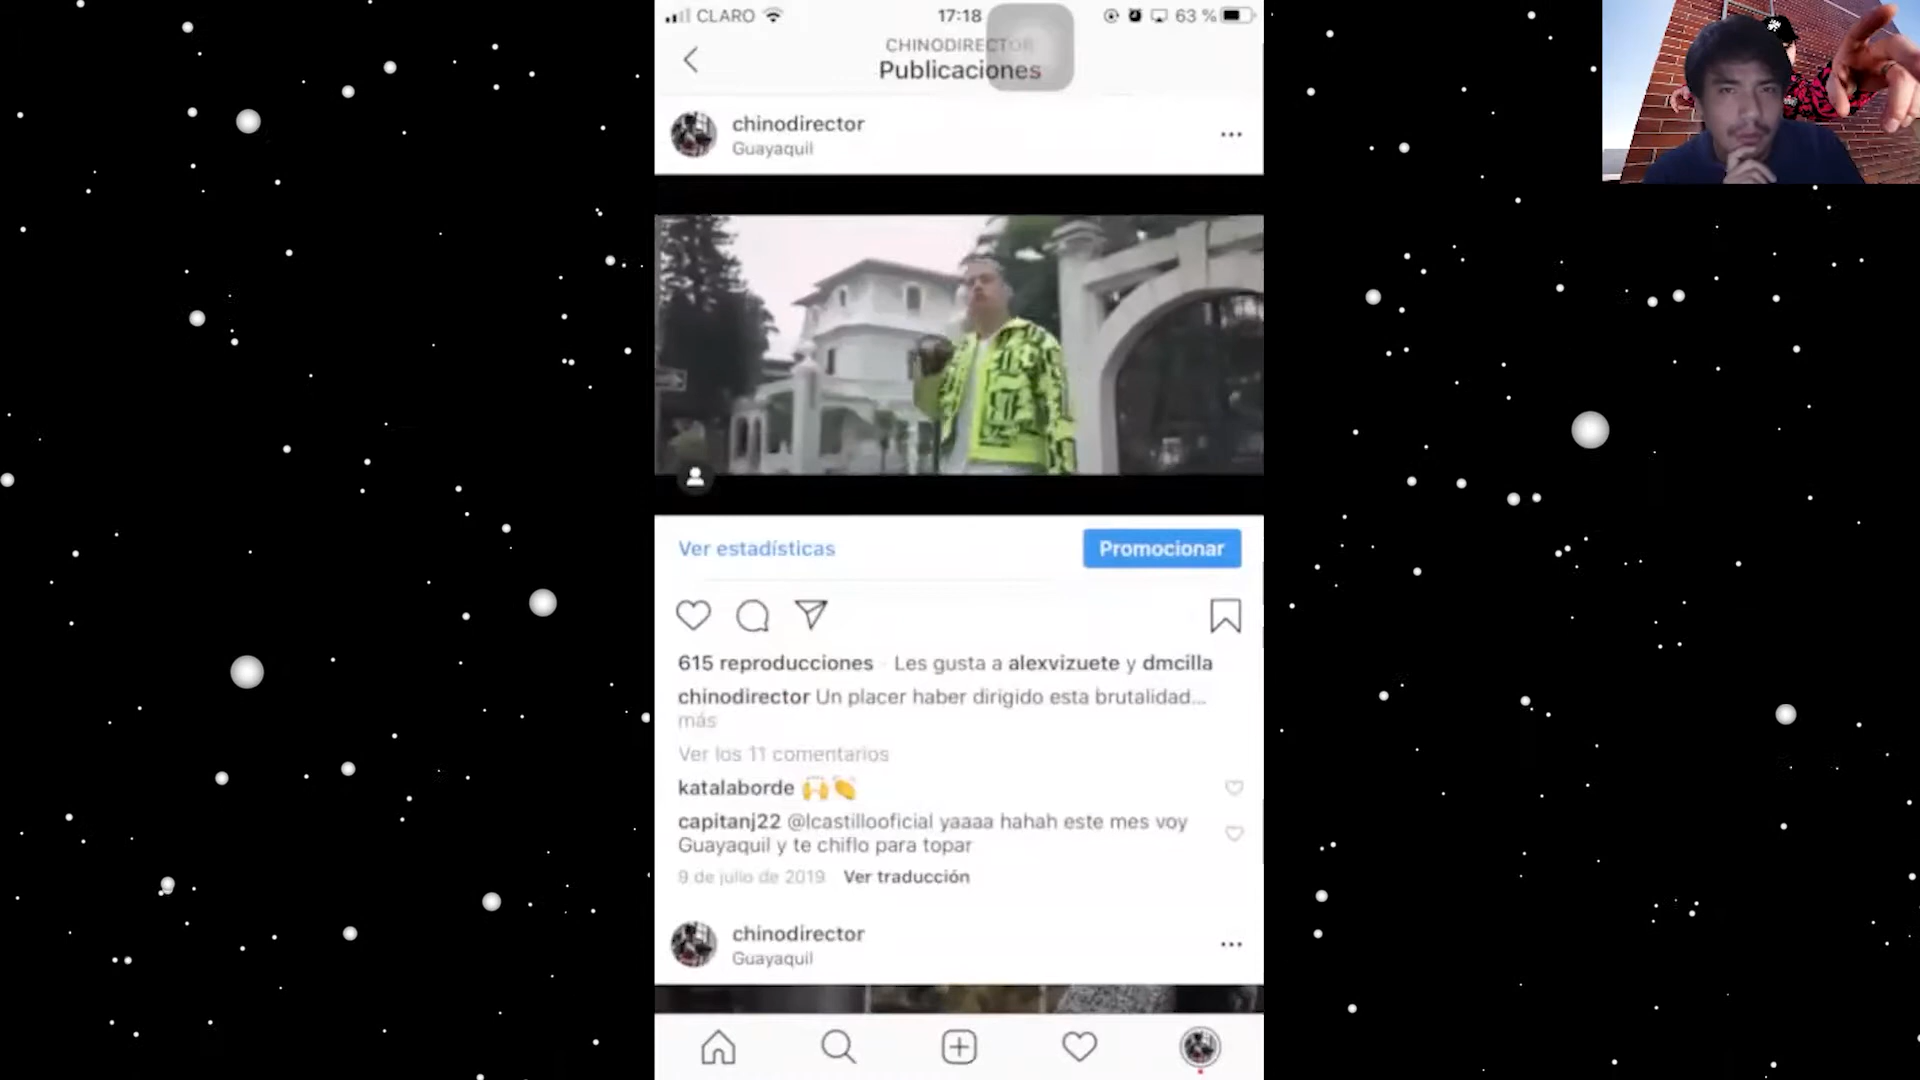 CLARO 17:18 63 %
CHINODIRECTOR
Publicaciones
chinodirector
Guayaquil
Ver estadísticas Promocionar
615 reproducciones Les gusta a alexvizuete y dmcilla
chinodirector Un placer haber dirigido esta brutalidad...
más
Ver los 11 comentarios
katalaborde 🙌👏
capitanj22 @lcastillooficial yaaaa hahah este mes voy
Guayaquil y te chiflo para topar
9 de julio de 2019 Ver traducción
chinodirector
Guayaquil